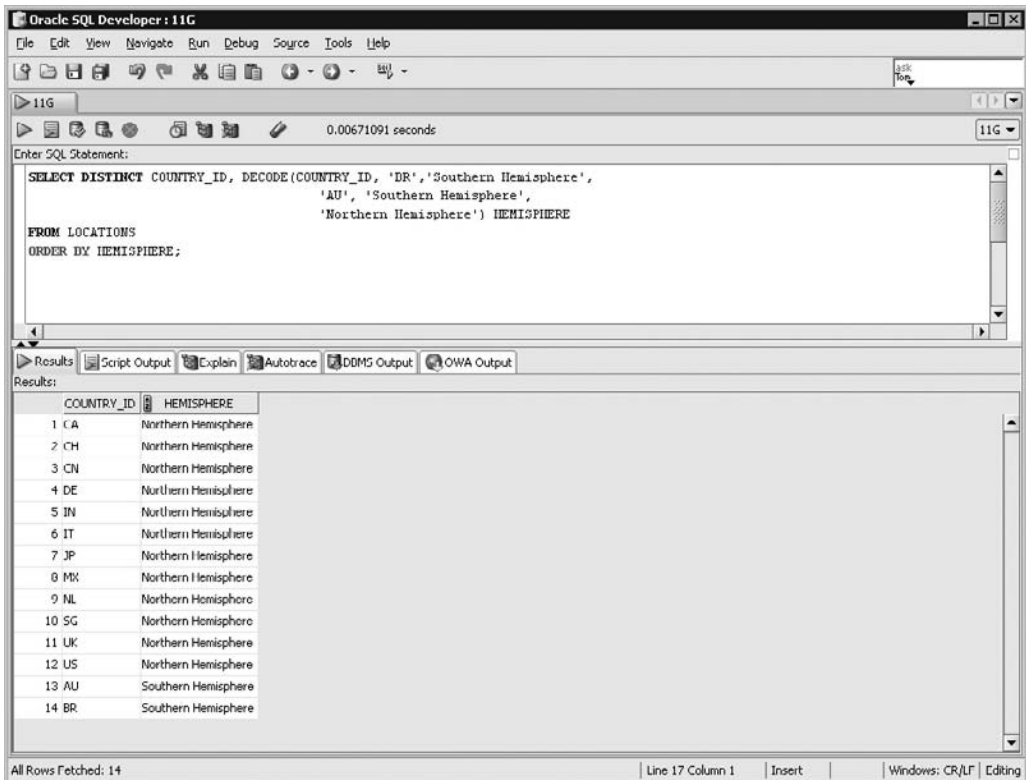 Oracle SQL Developer : 11G
File Edit View Navigate Run Debug Source Tools Help
ask
Tom
11G
0.00671091 seconds
11G
Enter SQL Statement:
SELECT DISTINCT COUNTRY_ID, DECODE(COUNTRY_ID, 'BR','Southern Hemisphere',
'AU', 'Southern Hemisphere',
'Northern Hemisphere') HEMISPHERE
FROM LOCATIONS
ORDER BY HEMISPHERE;
Results Script Output Explain Autotrace DBMS Output OWA Output
Results:
COUNTRY_ID HEMISPHERE
1 CA Northern Hemisphere
2 CH Northern Hemisphere
3 CN Northern Hemisphere
4 DE Northern Hemisphere
5 IN Northern Hemisphere
6 IT Northern Hemisphere
7 JP Northern Hemisphere
8 MX Northern Hemisphere
9 NL Northern Hemisphere
10 SG Northern Hemisphere
11 UK Northern Hemisphere
12 US Northern Hemisphere
13 AU Southern Hemisphere
14 BR Southern Hemisphere
All Rows Fetched: 14 Line 17 Column 1 Insert Windows: CR/LF Editing